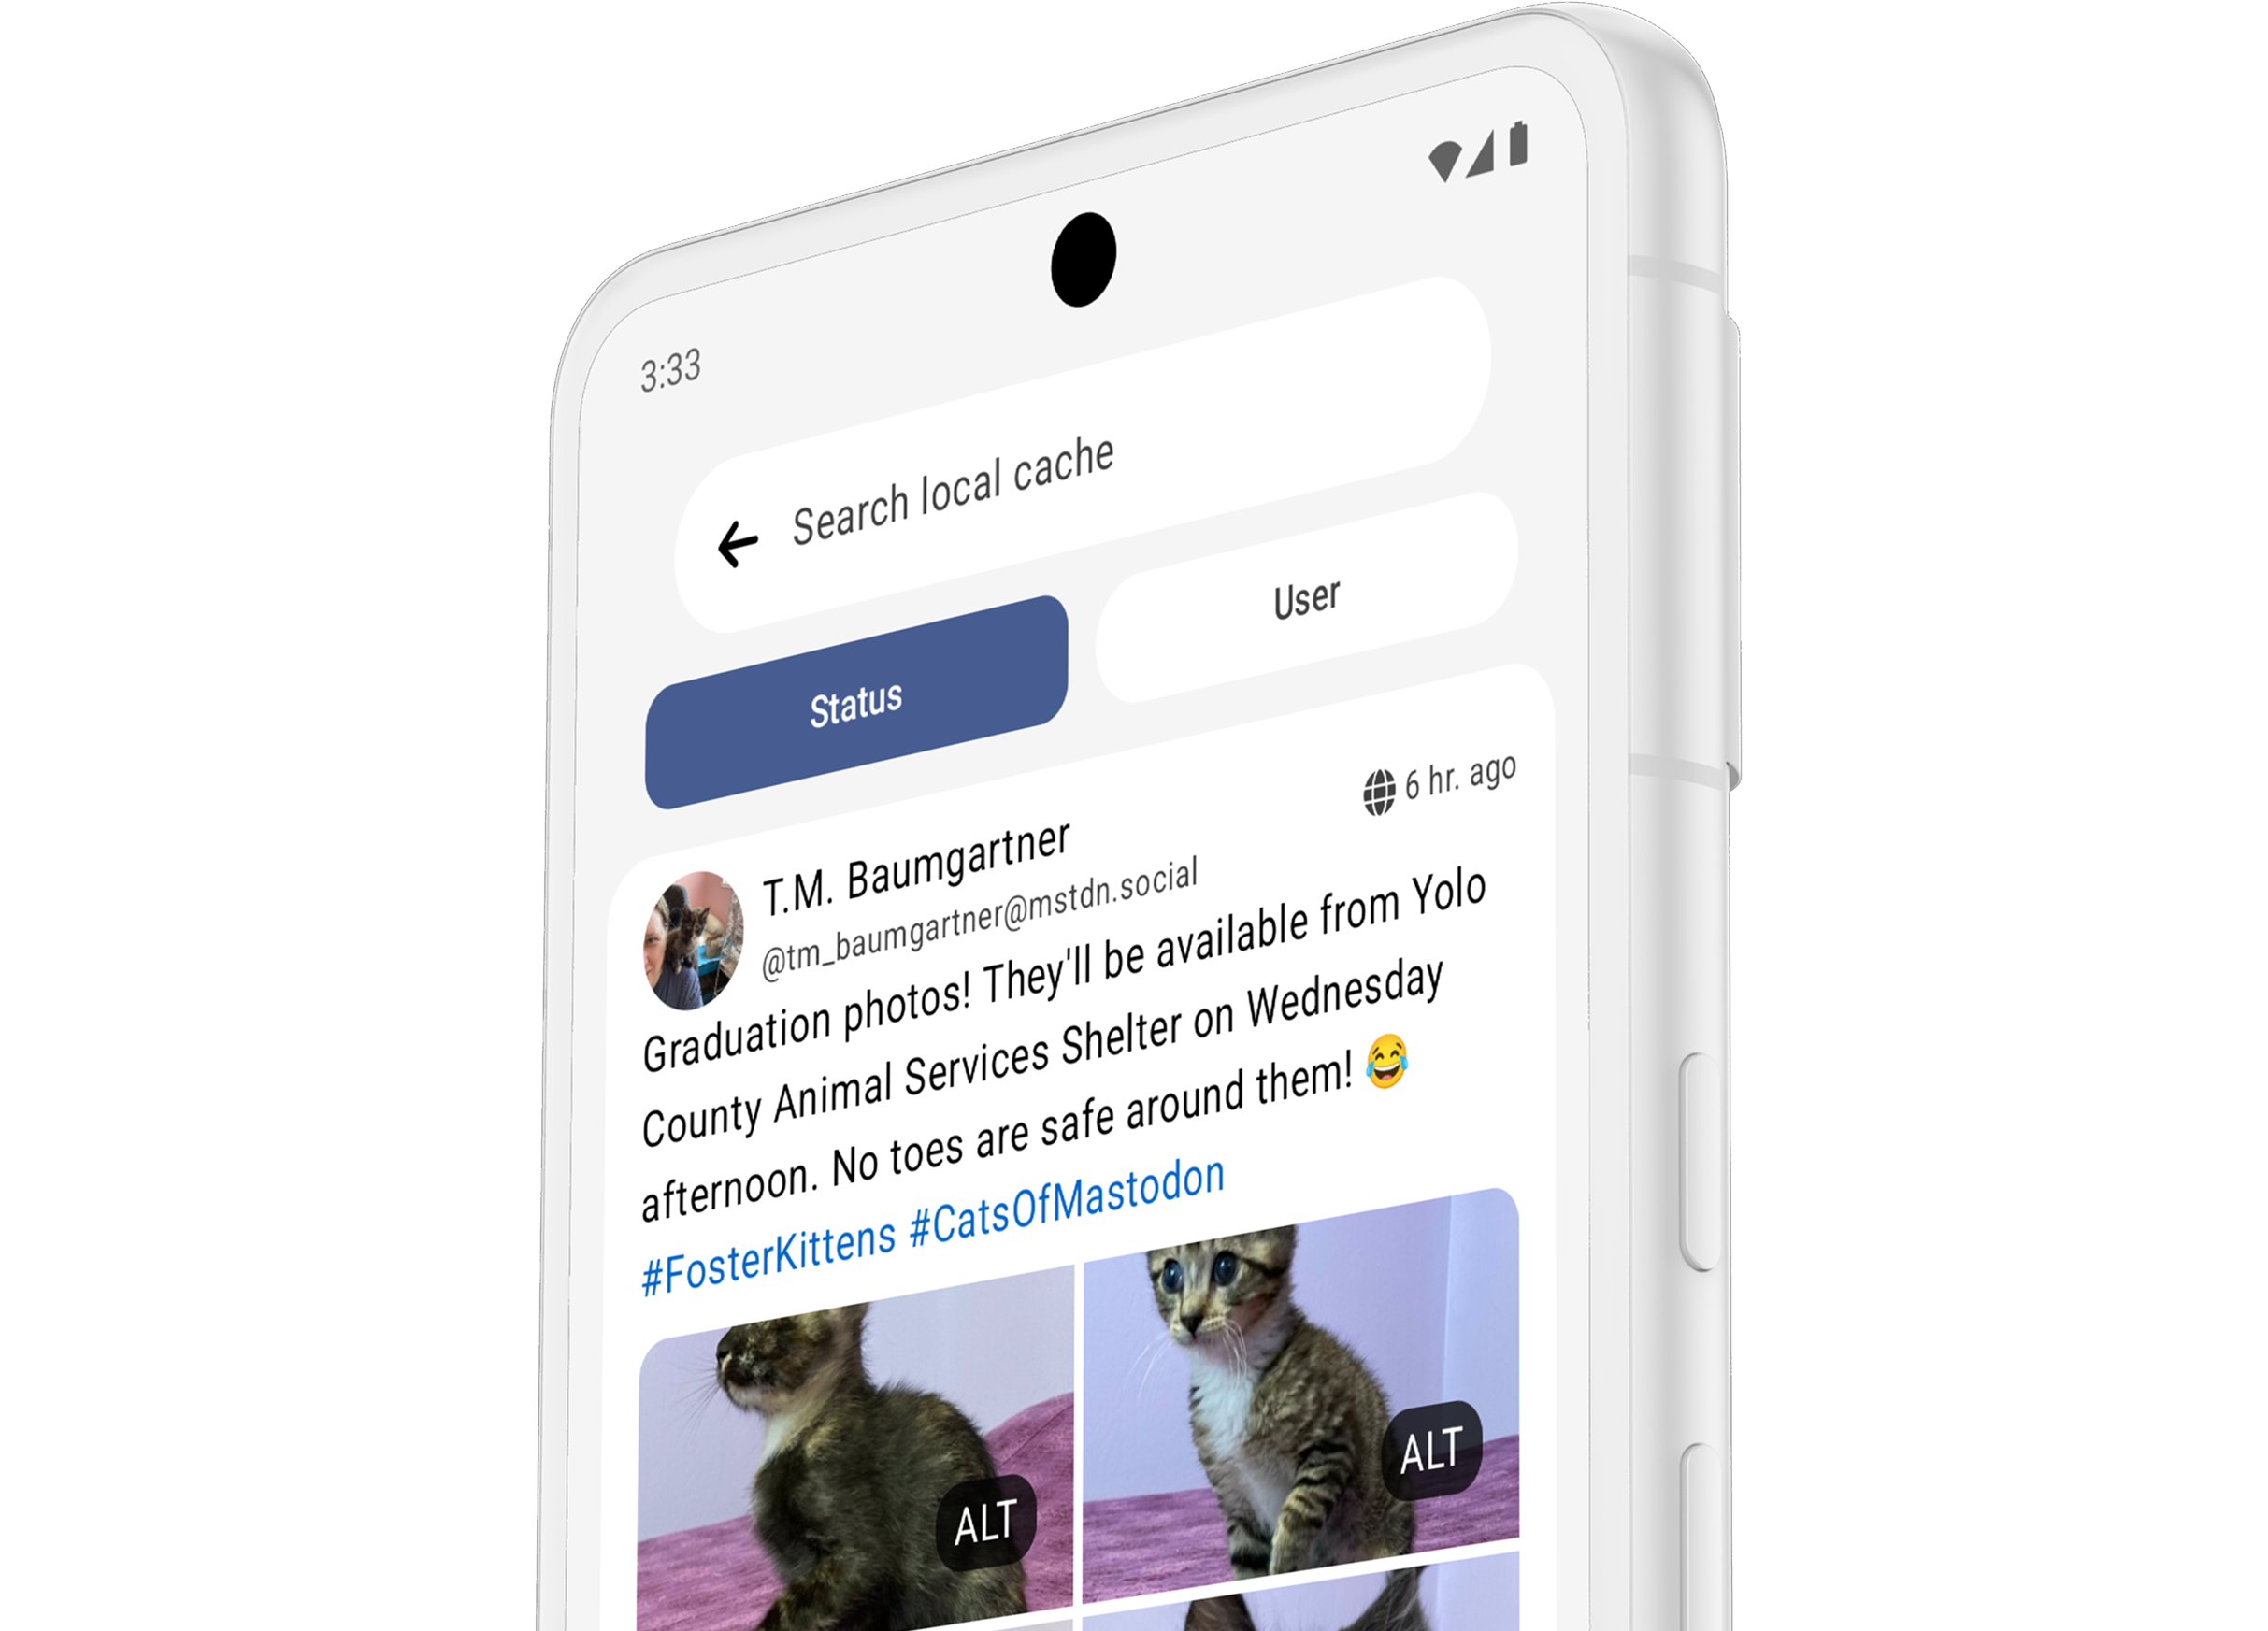 3:33
Search local cache
Status
User
6 hr. ago
T.M. Baumgartner
@tm_baumgartner@mstdn.social
Graduation photos! They'll be available from Yolo
County Animal Services Shelter on Wednesday
afternoon. No toes are safe around them! 😂
#FosterKittens #CatsOfMastodon
ALT
ALT